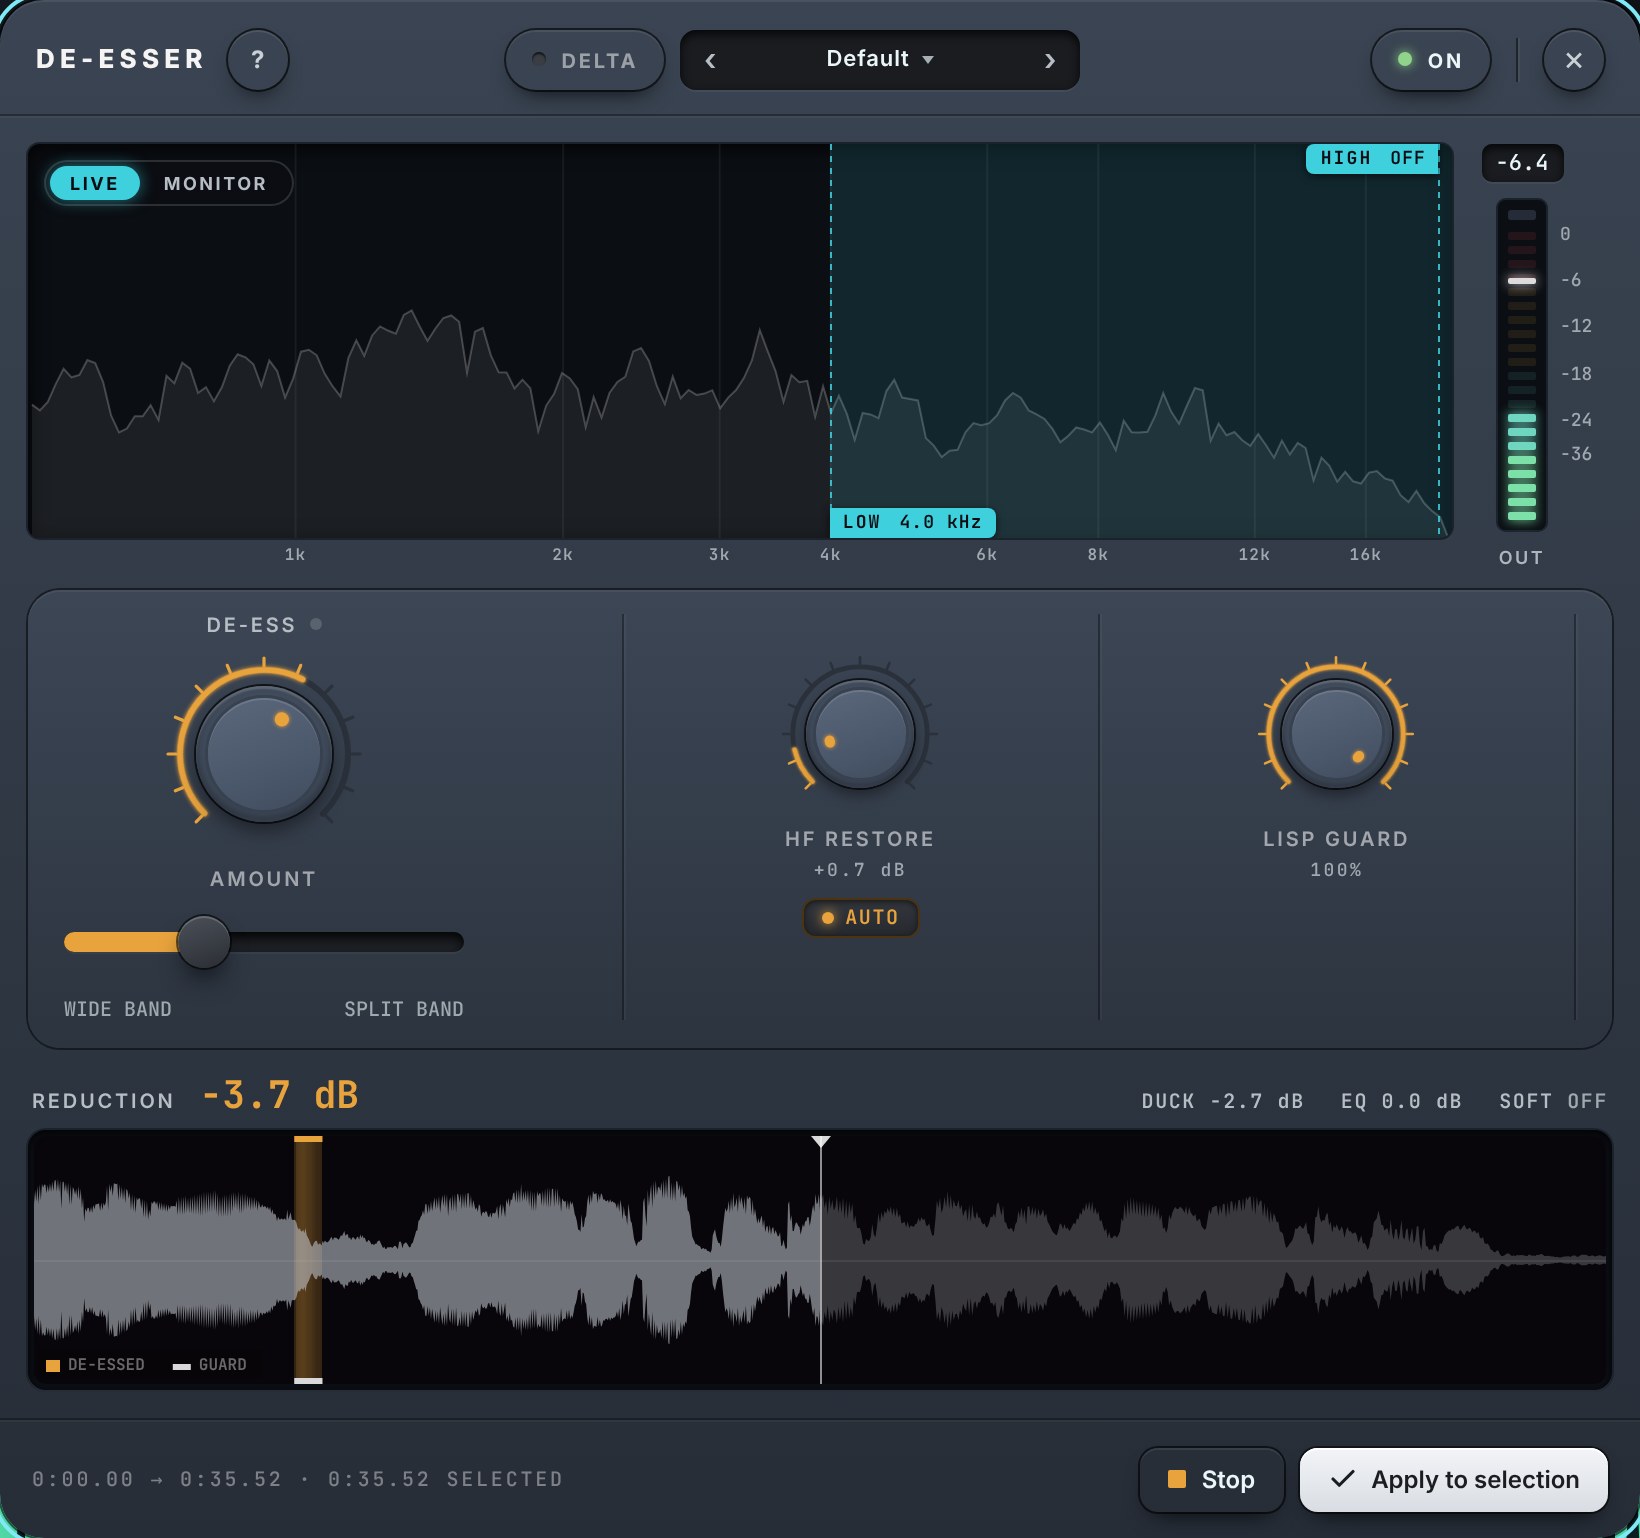 DE-ESSER ? DELTA ‹ Default › ON ✕
LIVE MONITOR HIGH OFF -6.4
0
-6
-12
-18
-24
-36
LOW 4.0 kHz
1k 2k 3k 4k 6k 8k 12k 16k OUT
DE-ESS
HF RESTORE LISP GUARD
+0.7 dB 100%
AMOUNT
AUTO
WIDE BAND SPLIT BAND
REDUCTION -3.7 dB DUCK -2.7 dB EQ 0.0 dB SOFT OFF
DE-ESSED GUARD
0:00.00 → 0:35.52 · 0:35.52 SELECTED Stop Apply to selection